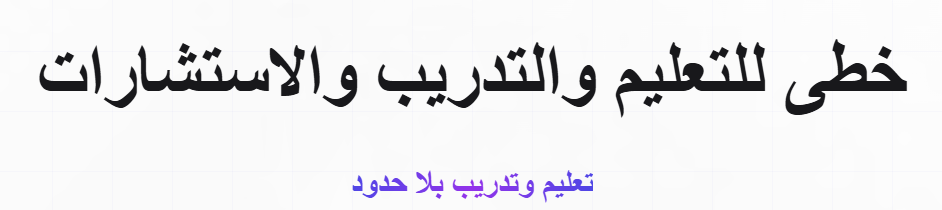 خطى للتعليم والتدريب والاستشارات
تعليم وتدريب بلا حدود